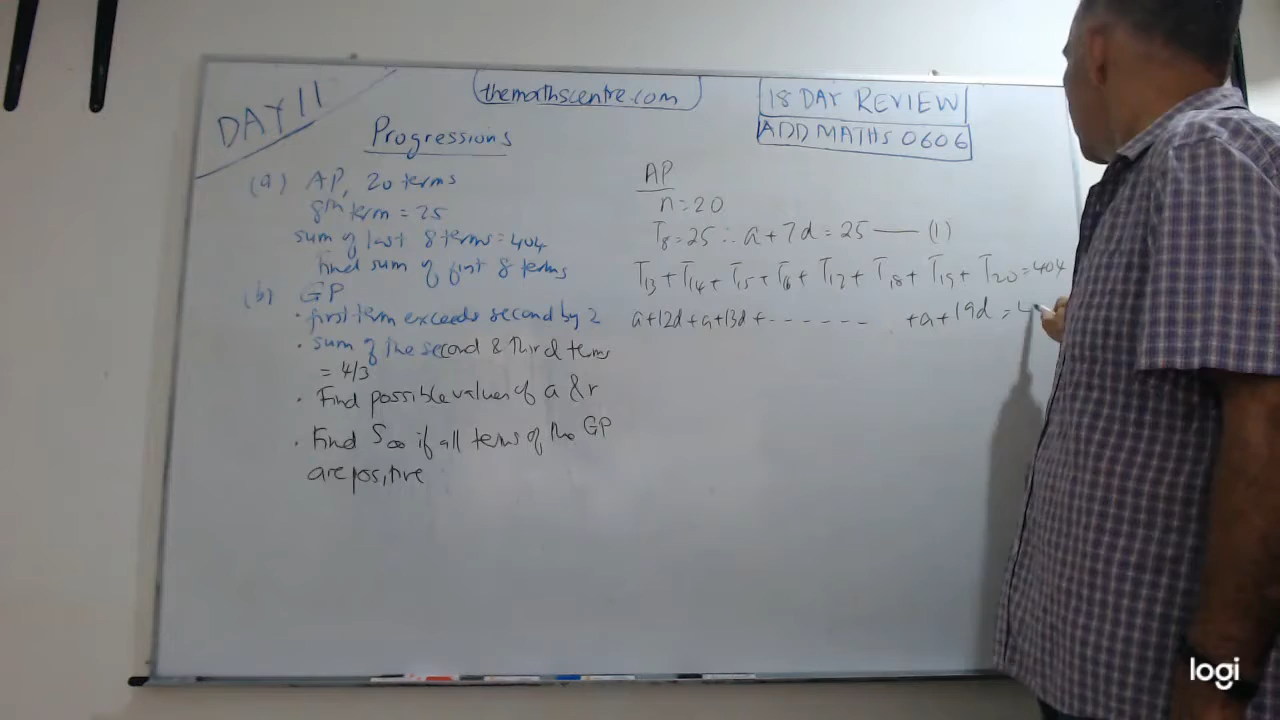 DAY 11
themathscentre.com
18 DAY REVIEW
ADD MATHS 0606
Progressions
(a) AP, 20 terms
8th term = 25
sum of last 8 terms = 404
Find sum of first 8 terms
(b) GP
· first term exceeds second by 2
· sum of the second & third terms
= 4/3
· Find possible values of a & r
· Find S∞ if all terms of the GP
are positive
AP
n = 20
T8 = 25 ∴ a + 7d = 25 — (1)
T13 + T14 + T15 + T16 + T17 + T18 + T19 + T20 = 404
a + 12d + a + 13d + - - - - - - + a + 19d = 4
logi